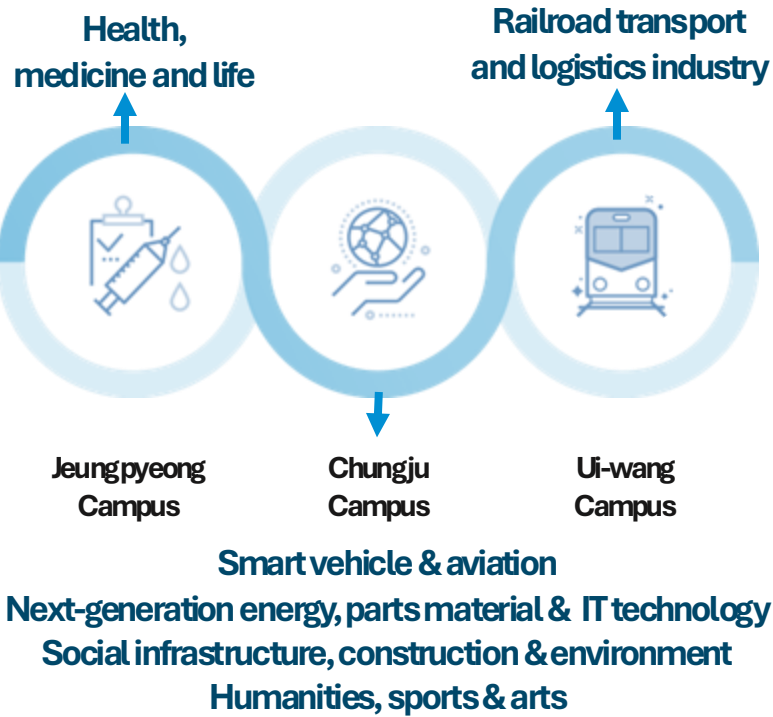 Health,
medicine and life
Railroad transport
and logistics industry
Jeungpyeong
Campus
Chungju
Campus
Ui-wang
Campus
Smart vehicle & aviation
Next-generation energy, parts material & IT technology
Social infrastructure, construction & environment
Humanities, sports & arts